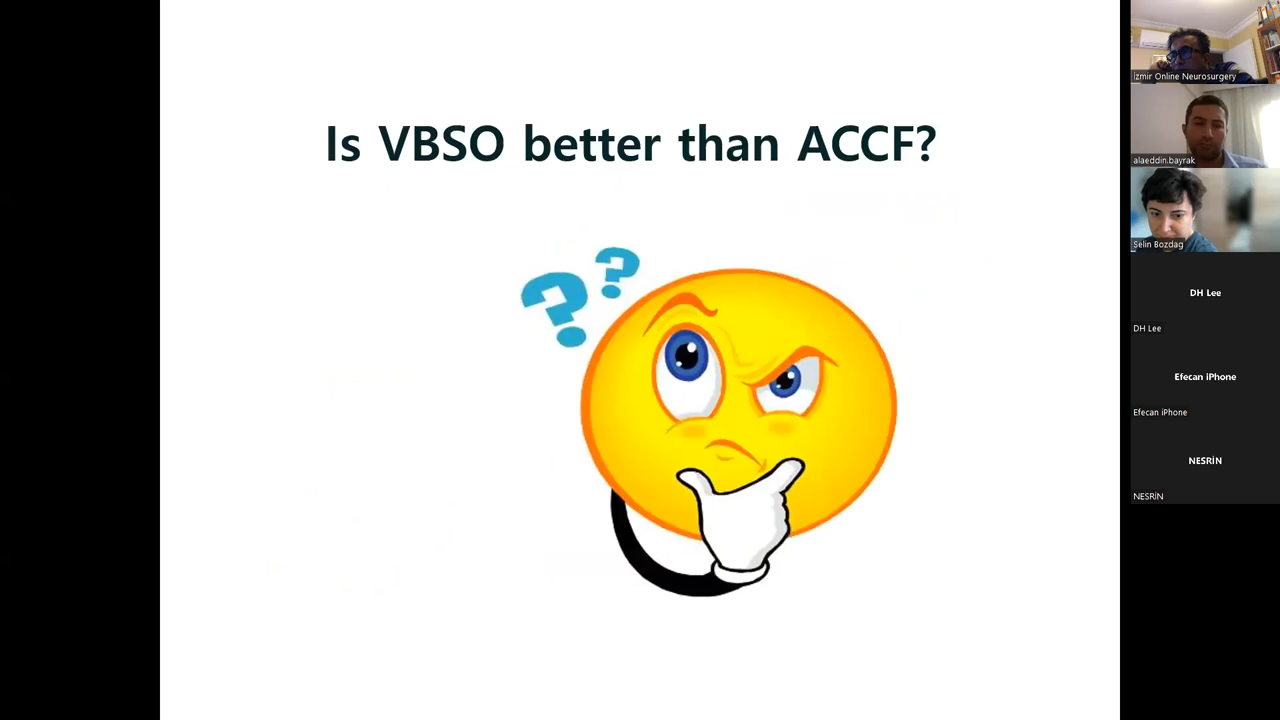 Is VBSO better than ACCF?
? ?
İzmir Online Neurosurgery
alaeddin.bayrak
Selin Bozdag
DH Lee
DH Lee
Efecan iPhone
Efecan iPhone
NESRİN
NESRİN